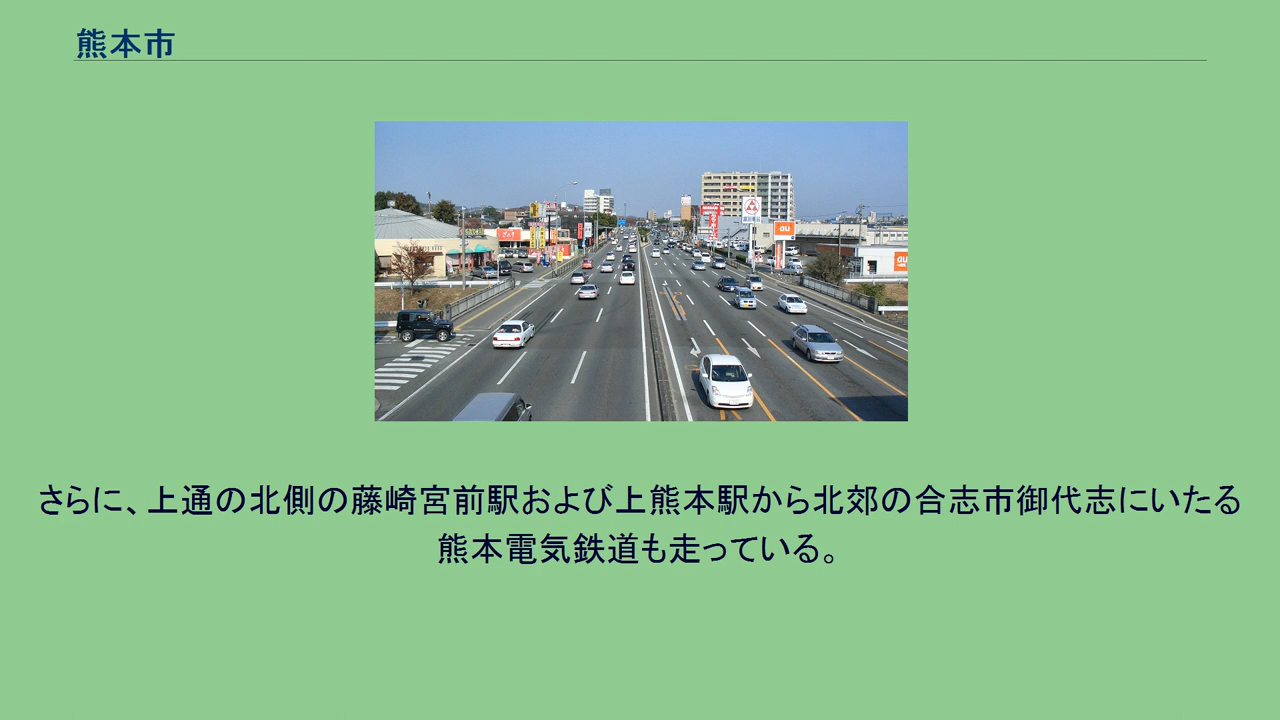 熊本市
au
au
さらに、上通の北側の藤崎宮前駅および上熊本駅から北郊の合志市御代志にいたる
熊本電気鉄道も走っている。